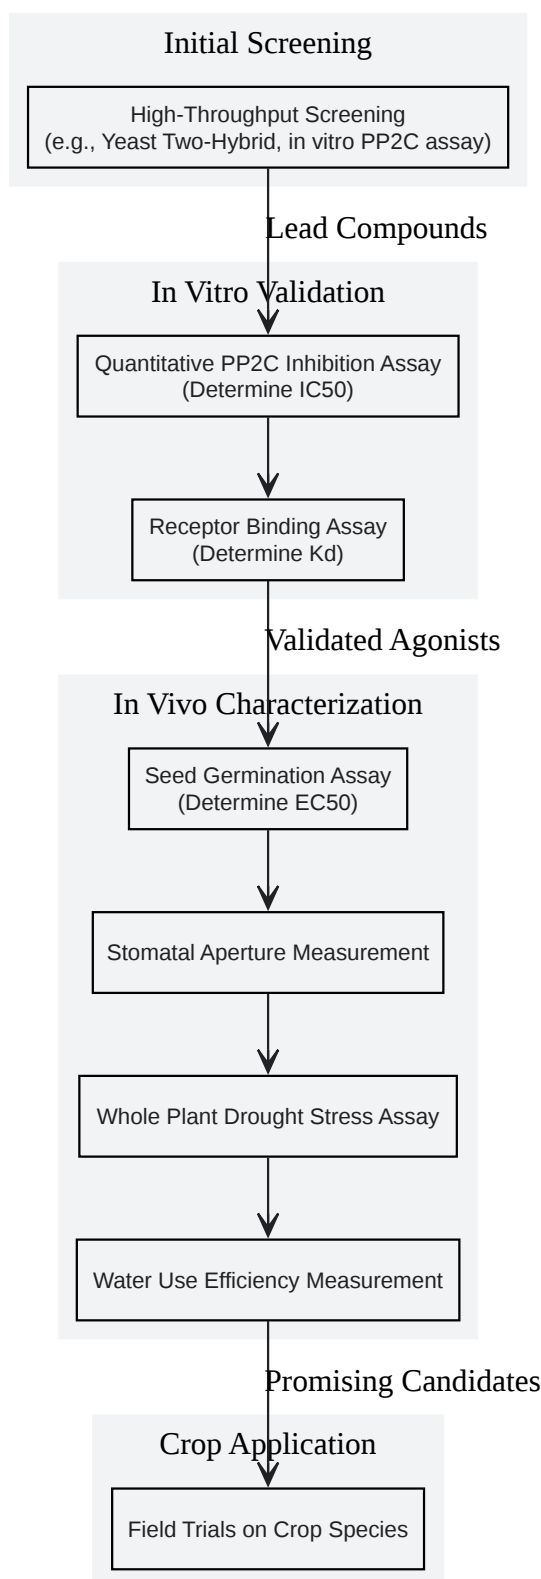 Initial Screening
High-Throughput Screening
(e.g., Yeast Two-Hybrid, in vitro PP2C assay)
Lead Compounds
In Vitro Validation
Quantitative PP2C Inhibition Assay
(Determine IC50)
Receptor Binding Assay
(Determine Kd)
Validated Agonists
In Vivo Characterization
Seed Germination Assay
(Determine EC50)
Stomatal Aperture Measurement
Whole Plant Drought Stress Assay
Water Use Efficiency Measurement
Promising Candidates
Crop Application
Field Trials on Crop Species